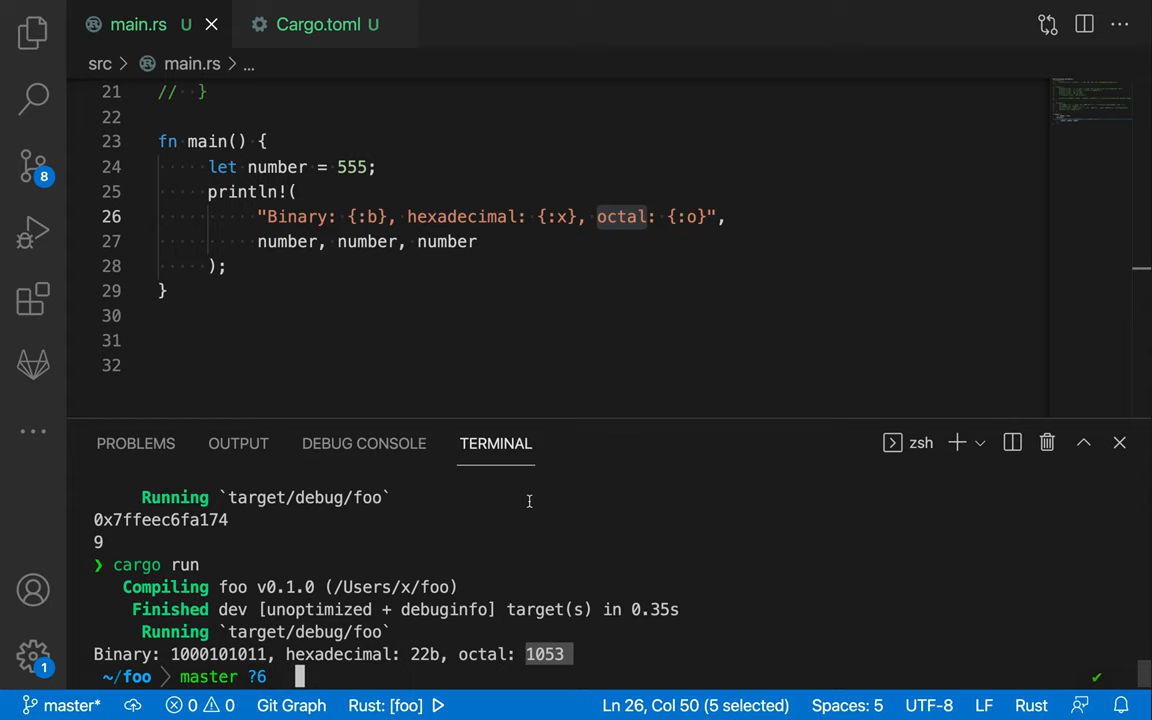 main.rs U
Cargo.toml U
src > main.rs > ...
21 // }
22
23 fn main() {
24 let number = 555;
25 println!(
26 "Binary: {:b}, hexadecimal: {:x}, octal: {:o}",
27 number, number, number
28 );
29 }
30
31
32
8
PROBLEMS OUTPUT DEBUG CONSOLE TERMINAL zsh
Running `target/debug/foo`
0x7ffeec6fa174
9
❯ cargo run
Compiling foo v0.1.0 (/Users/x/foo)
Finished dev [unoptimized + debuginfo] target(s) in 0.35s
Running `target/debug/foo`
Binary: 1000101011, hexadecimal: 22b, octal: 1053
~/foo > master ?6 ✔
1
master* 0 0 Git Graph Rust: [foo] Ln 26, Col 50 (5 selected) Spaces: 5 UTF-8 LF Rust